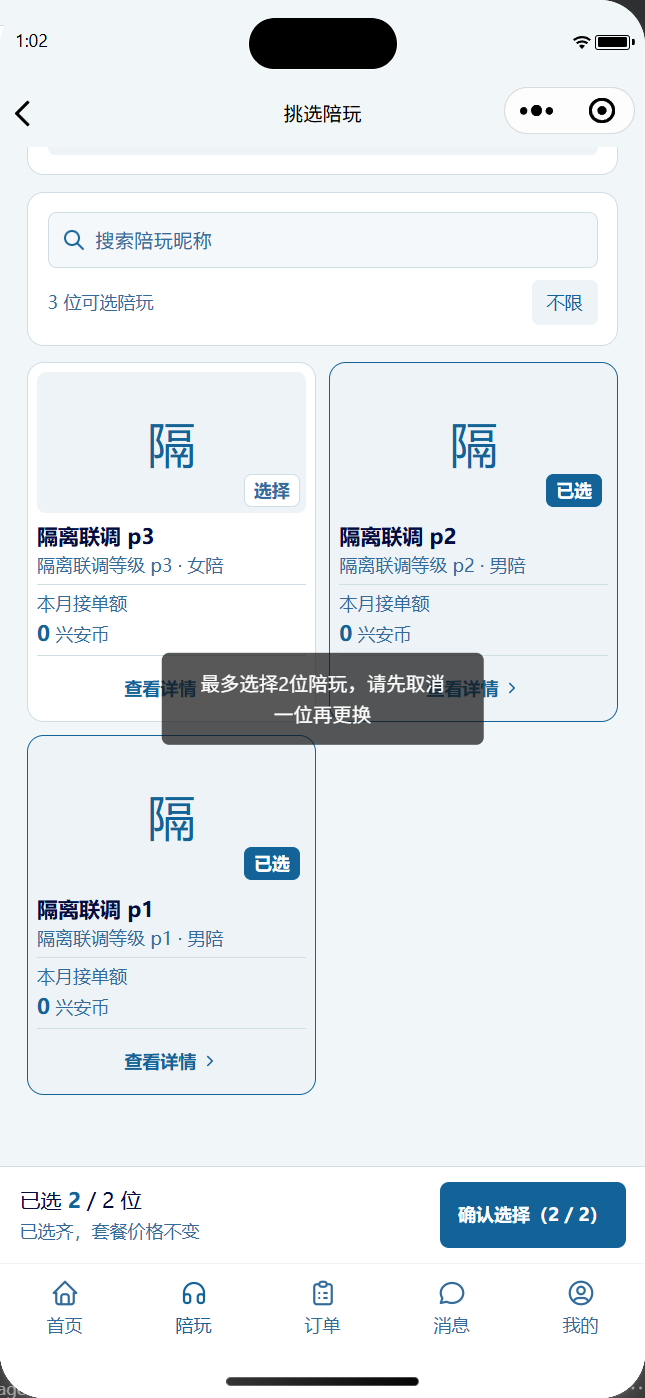 1:02
挑选陪玩
搜索陪玩昵称
3 位可选陪玩
不限
隔
选择
隔离联调 p3
隔离联调等级 p3 · 女陪
本月接单额
0 兴安币
查看详情
隔
已选
隔离联调 p2
隔离联调等级 p2 · 男陪
本月接单额
0 兴安币
查看详情
最多选择2位陪玩，请先取消
一位再更换
隔
已选
隔离联调 p1
隔离联调等级 p1 · 男陪
本月接单额
0 兴安币
查看详情
已选 2 / 2 位
已选齐，套餐价格不变
确认选择（2 / 2）
首页
陪玩
订单
消息
我的